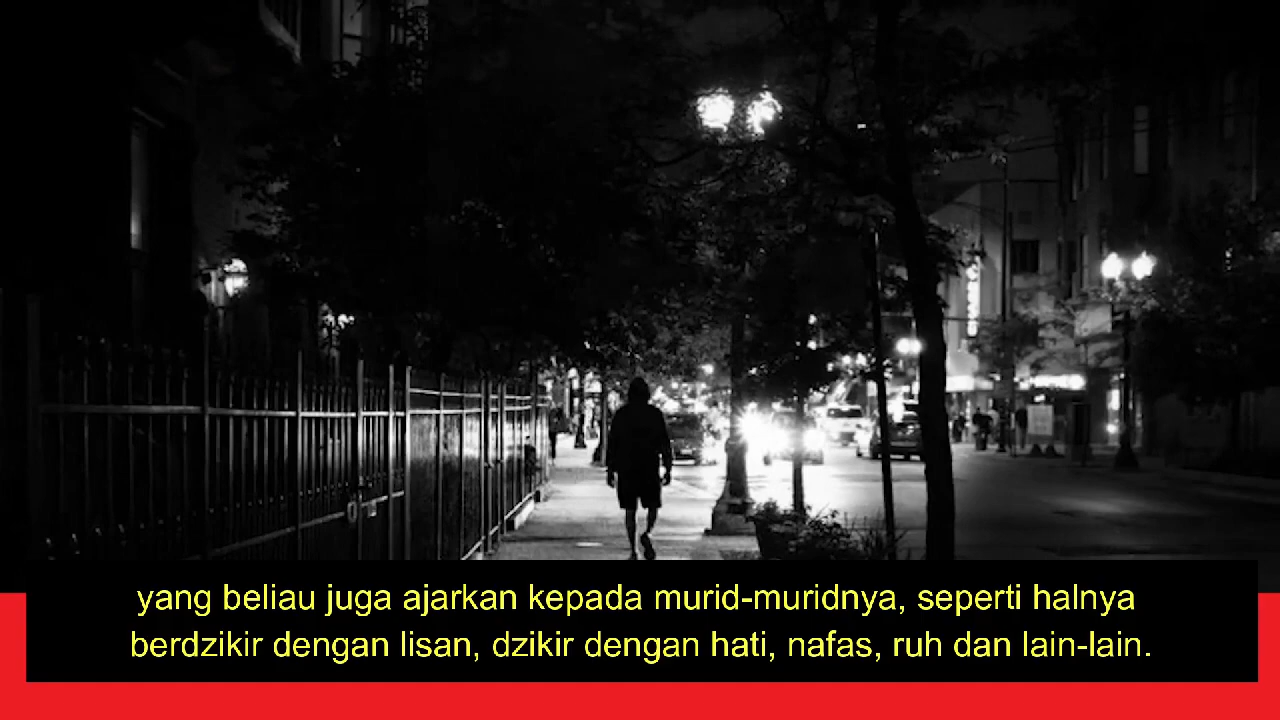 yang beliau juga ajarkan kepada murid-muridnya, seperti halnya
berdzikir dengan lisan, dzikir dengan hati, nafas, ruh dan lain-lain.